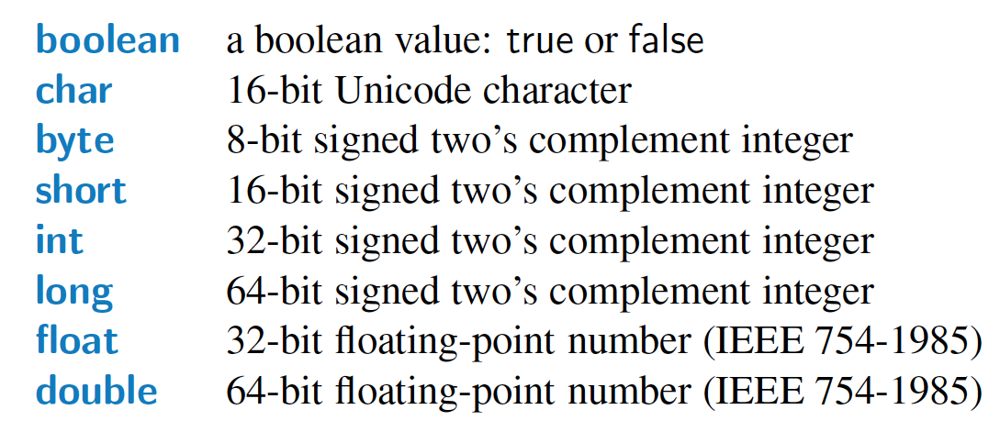 boolean a boolean value: true or false
char 16-bit Unicode character
byte 8-bit signed two’s complement integer
short 16-bit signed two’s complement integer
int 32-bit signed two’s complement integer
long 64-bit signed two’s complement integer
float 32-bit floating-point number (IEEE 754-1985)
double 64-bit floating-point number (IEEE 754-1985)